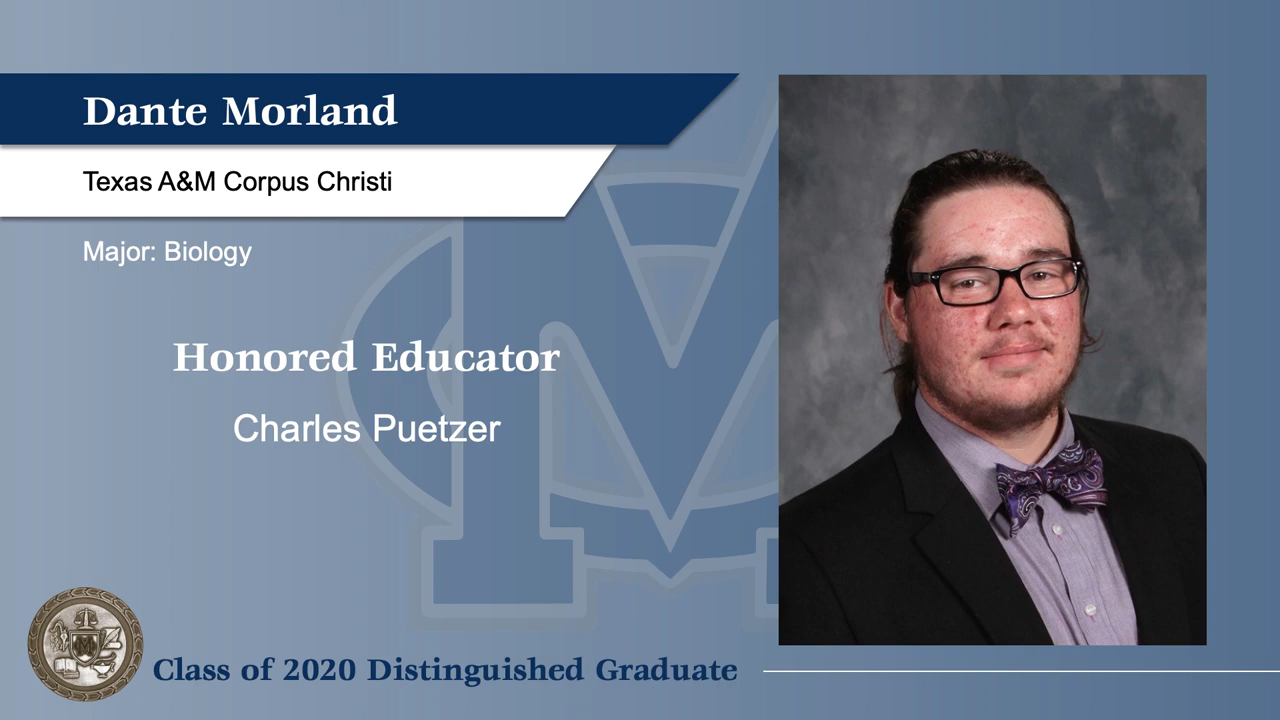 Dante Morland
Texas A&M Corpus Christi
Major: Biology
Honored Educator
Charles Puetzer
Class of 2020 Distinguished Graduate